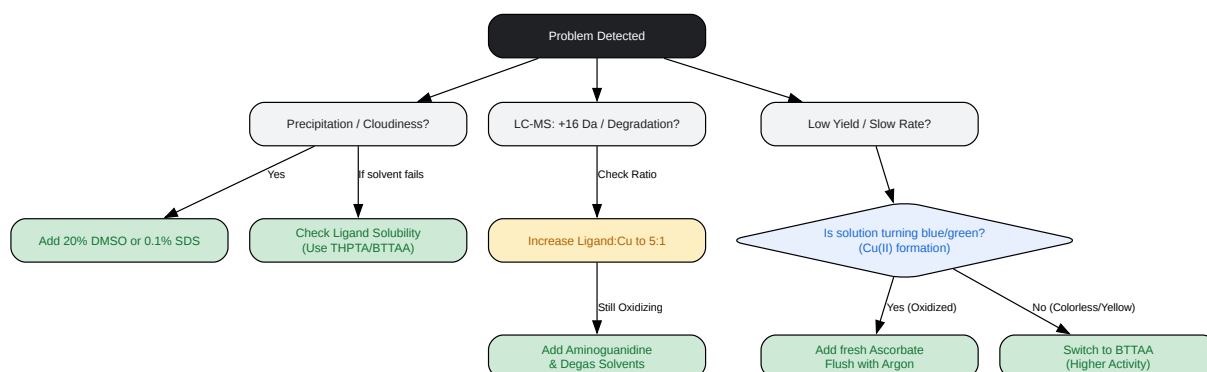 Problem Detected
Precipitation / Cloudiness?
LC-MS: +16 Da / Degradation?
Low Yield / Slow Rate?
Yes
If solvent fails
Check Ratio
Add 20% DMSO or 0.1% SDS
Check Ligand Solubility
(Use THPTA/BTTAA)
Increase Ligand:Cu to 5:1
Is solution turning blue/green?
(Cu(II) formation)
Still Oxidizing
Yes (Oxidized)
No (Colorless/Yellow)
Add Aminoguanidine
& Degas Solvents
Add fresh Ascorbate
Flush with Argon
Switch to BTTAA
(Higher Activity)